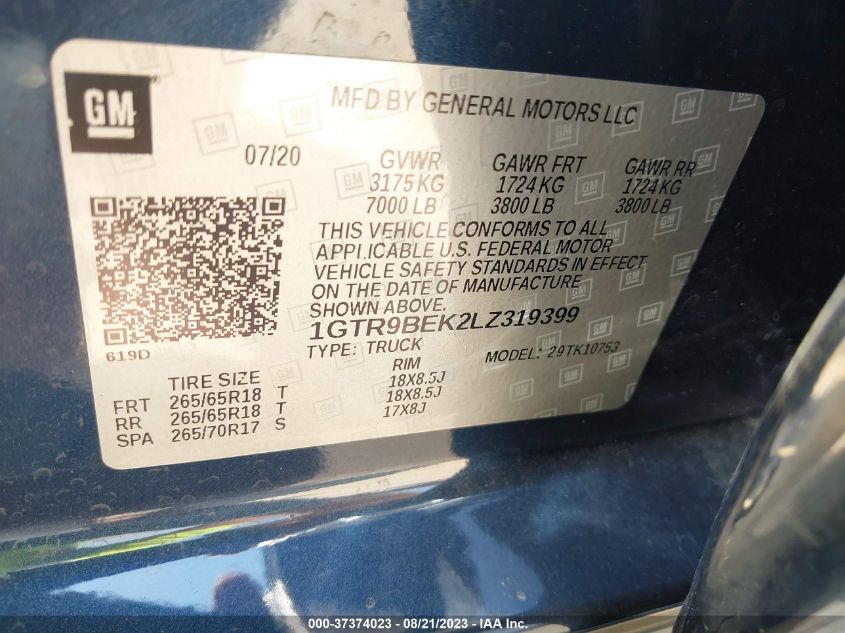 GM
MFD BY GENERAL MOTORS LLC
07/20 GVWR GAWR FRT GAWR RR
3175 KG 1724 KG 1724 KG
7000 LB 3800 LB 3800 LB
THIS VEHICLE CONFORMS TO ALL
APPLICABLE U.S. FEDERAL MOTOR
VEHICLE SAFETY STANDARDS IN EFFECT
ON THE DATE OF MANUFACTURE
SHOWN ABOVE.
1GTR9BEK2LZ319399
619D TYPE: TRUCK MODEL: 29TK10753
TIRE SIZE RIM
FRT 265/65R18 T 18X8.5J
RR 265/65R18 T 18X8.5J
SPA 265/70R17 S 17X8J
000-37374023 - 08/21/2023 - IAA Inc.